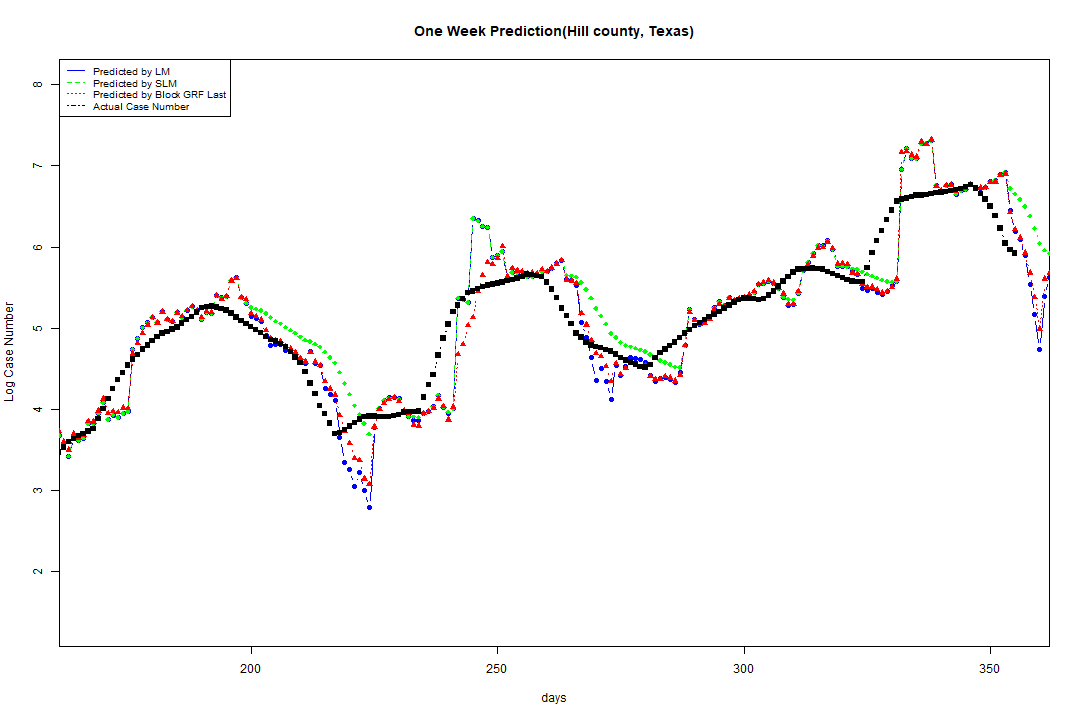 One Week Prediction(Hill county, Texas)
Predicted by LM
Predicted by SLM
Predicted by Block GRF Last
Actual Case Number
8
7
6
5
4
3
2
Log Case Number
200 250 300 350
days